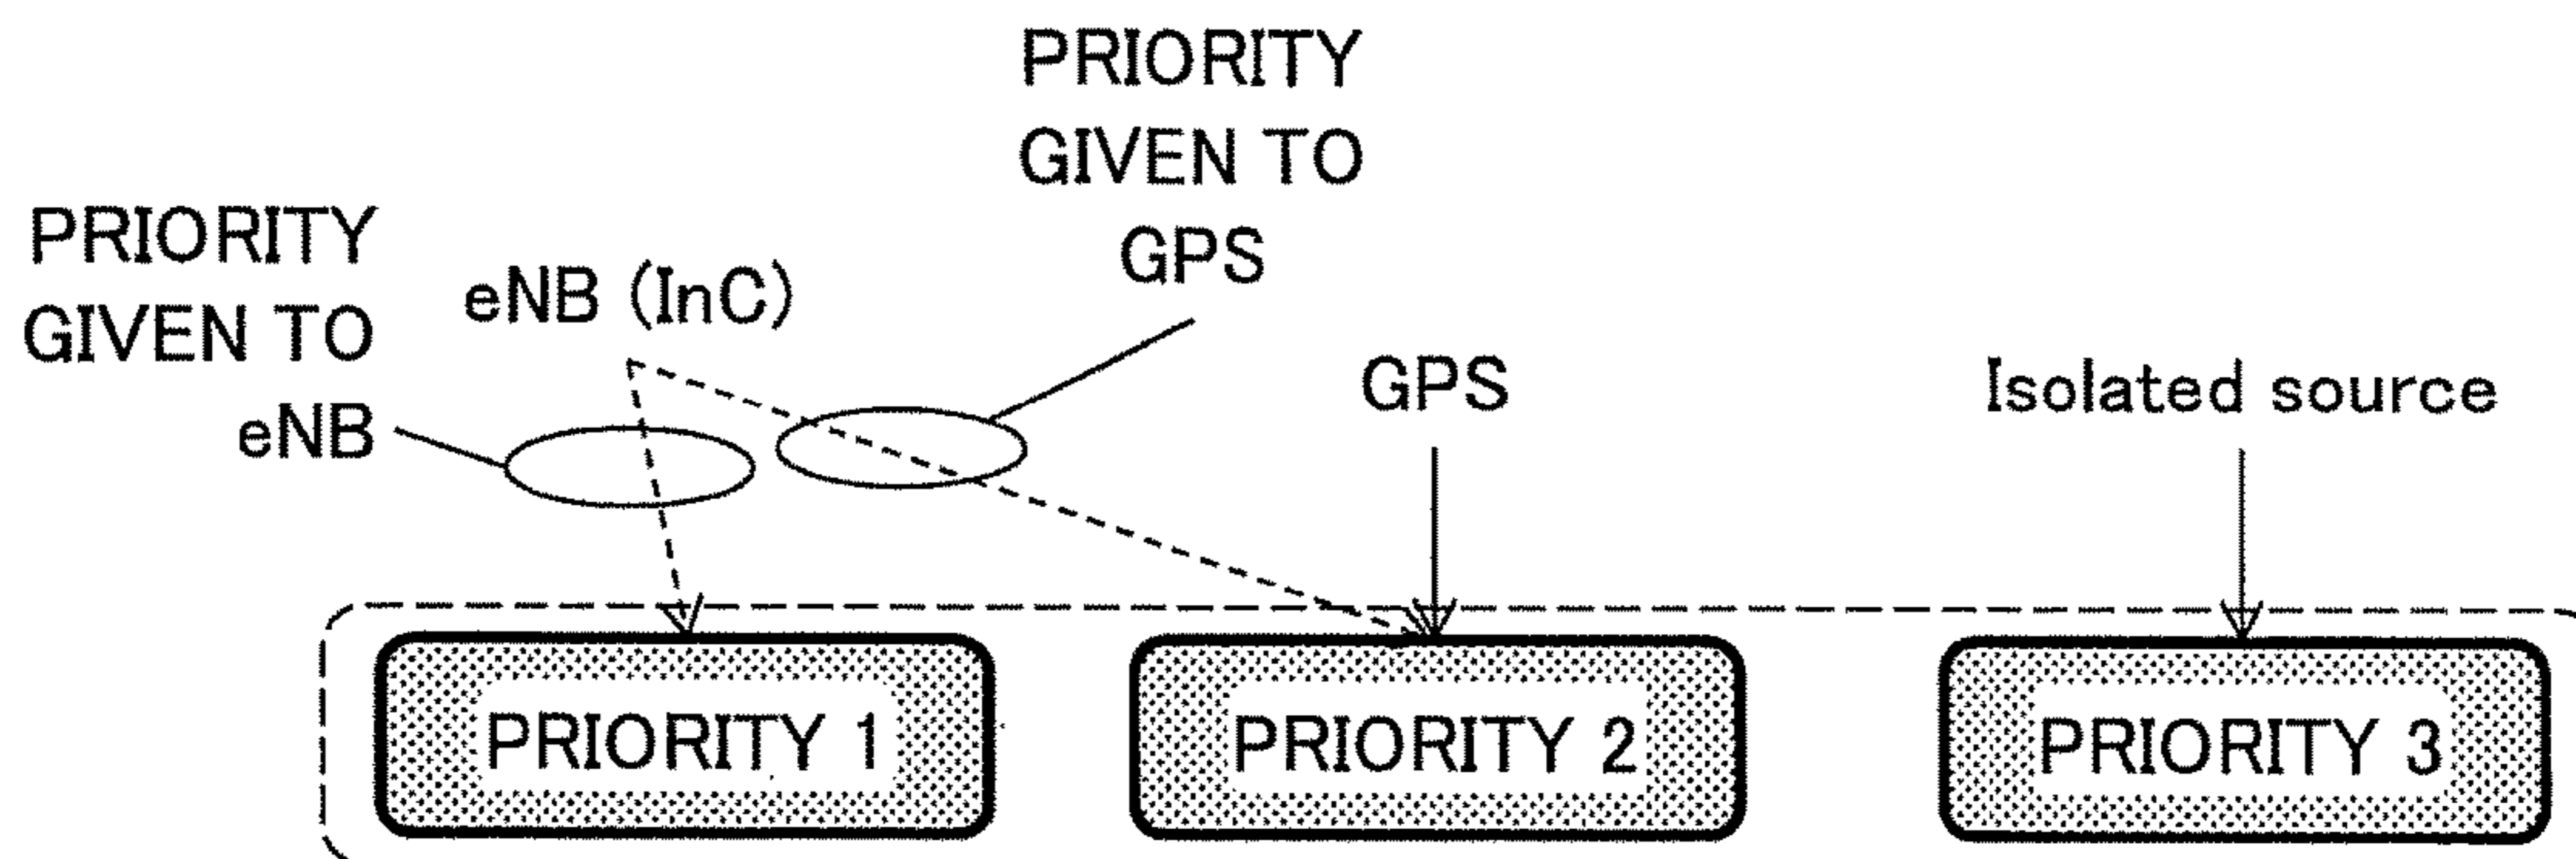 PRIORITY
GIVEN TO
GPS
PRIORITY
GIVEN TO
eNB
eNB (InC)
GPS
Isolated source
PRIORITY 1
PRIORITY 2
PRIORITY 3